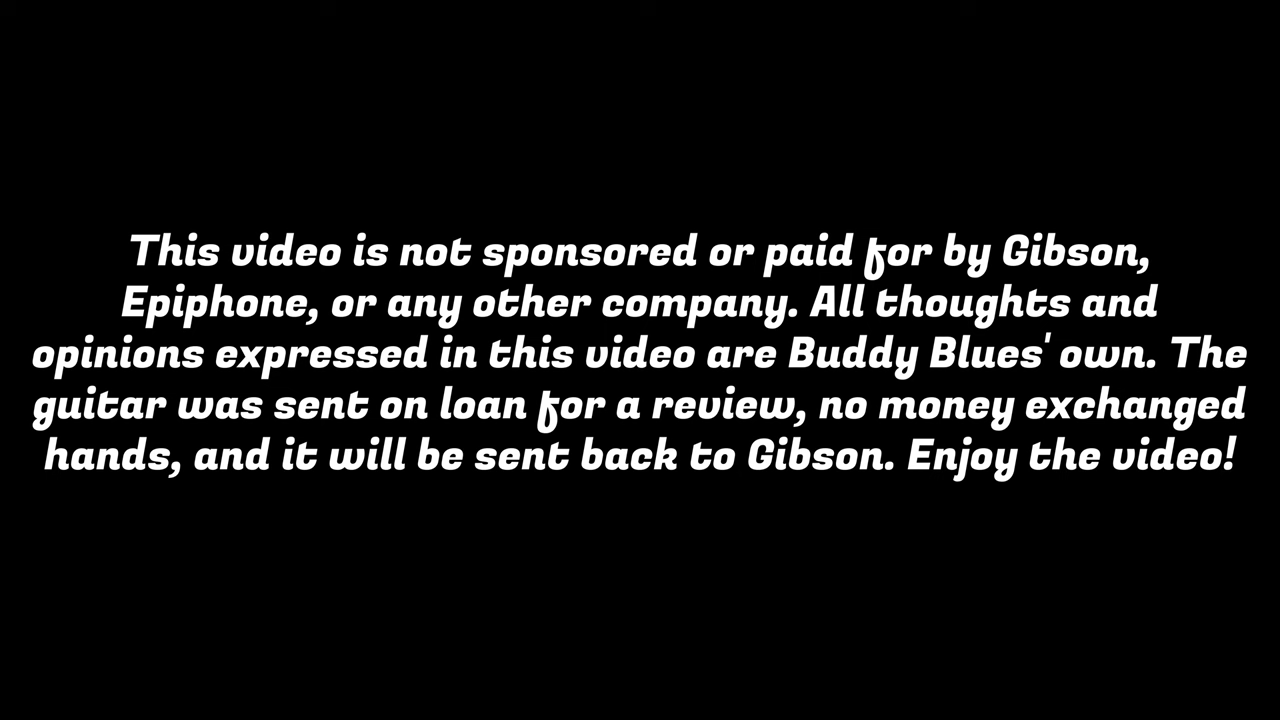 This video is not sponsored or paid for by Gibson,
Epiphone, or any other company. All thoughts and
opinions expressed in this video are Buddy Blues' own. The
guitar was sent on loan for a review, no money exchanged
hands, and it will be sent back to Gibson. Enjoy the video!